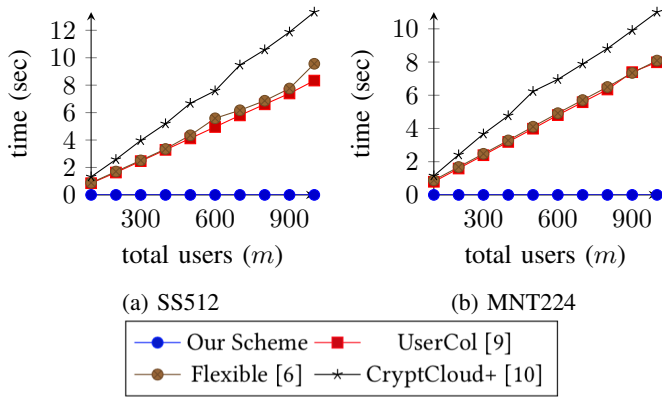 12
10
8
6
4
2
0
time (sec)
300 600 900
total users (m)
(a) SS512
10
8
6
4
2
0
time (sec)
300 600 900
total users (m)
(b) MNT224
Our Scheme UserCol [9]
Flexible [6] CryptCloud+ [10]